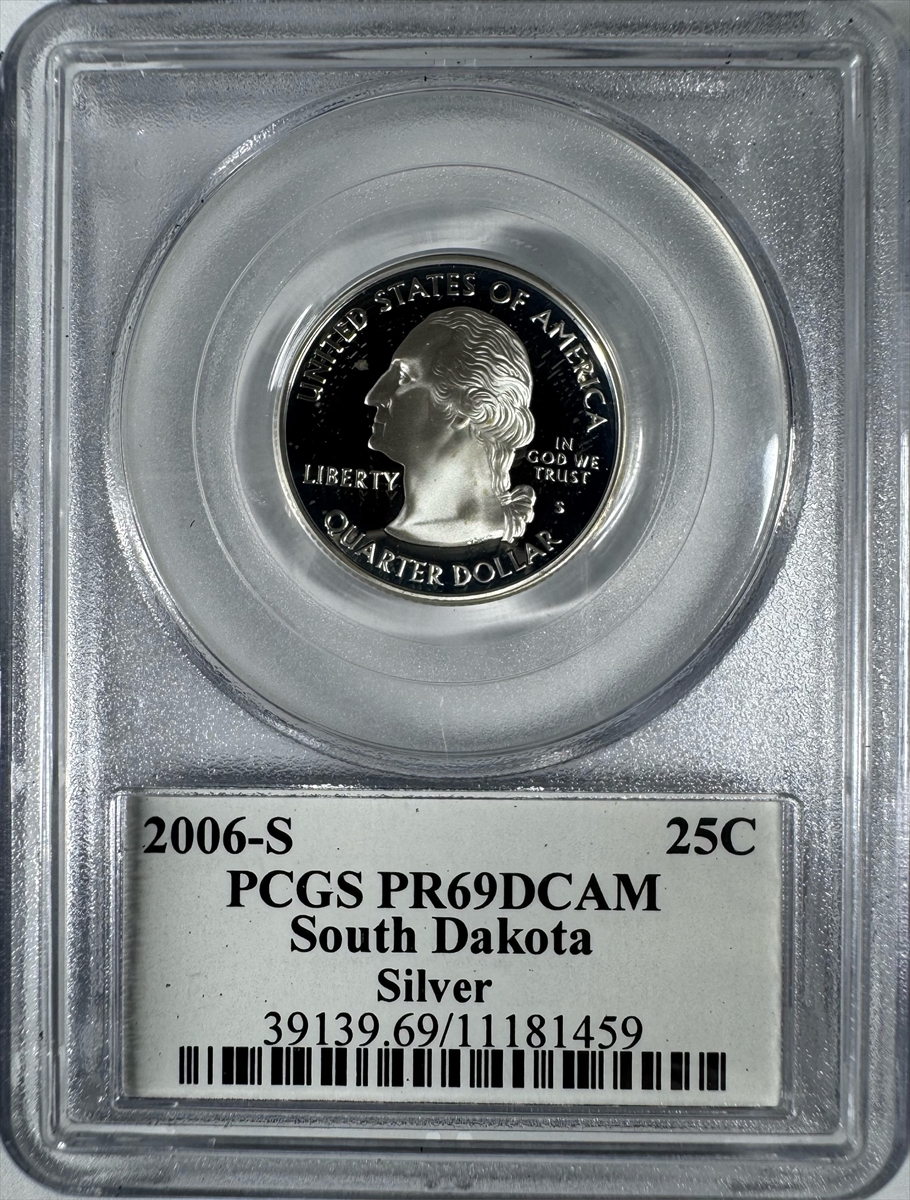 UNITED STATES OF AMERICA
IN
GOD WE
TRUST
LIBERTY
S
QUARTER DOLLAR
2006-S 25C
PCGS PR69DCAM
South Dakota
Silver
39139.69/11181459